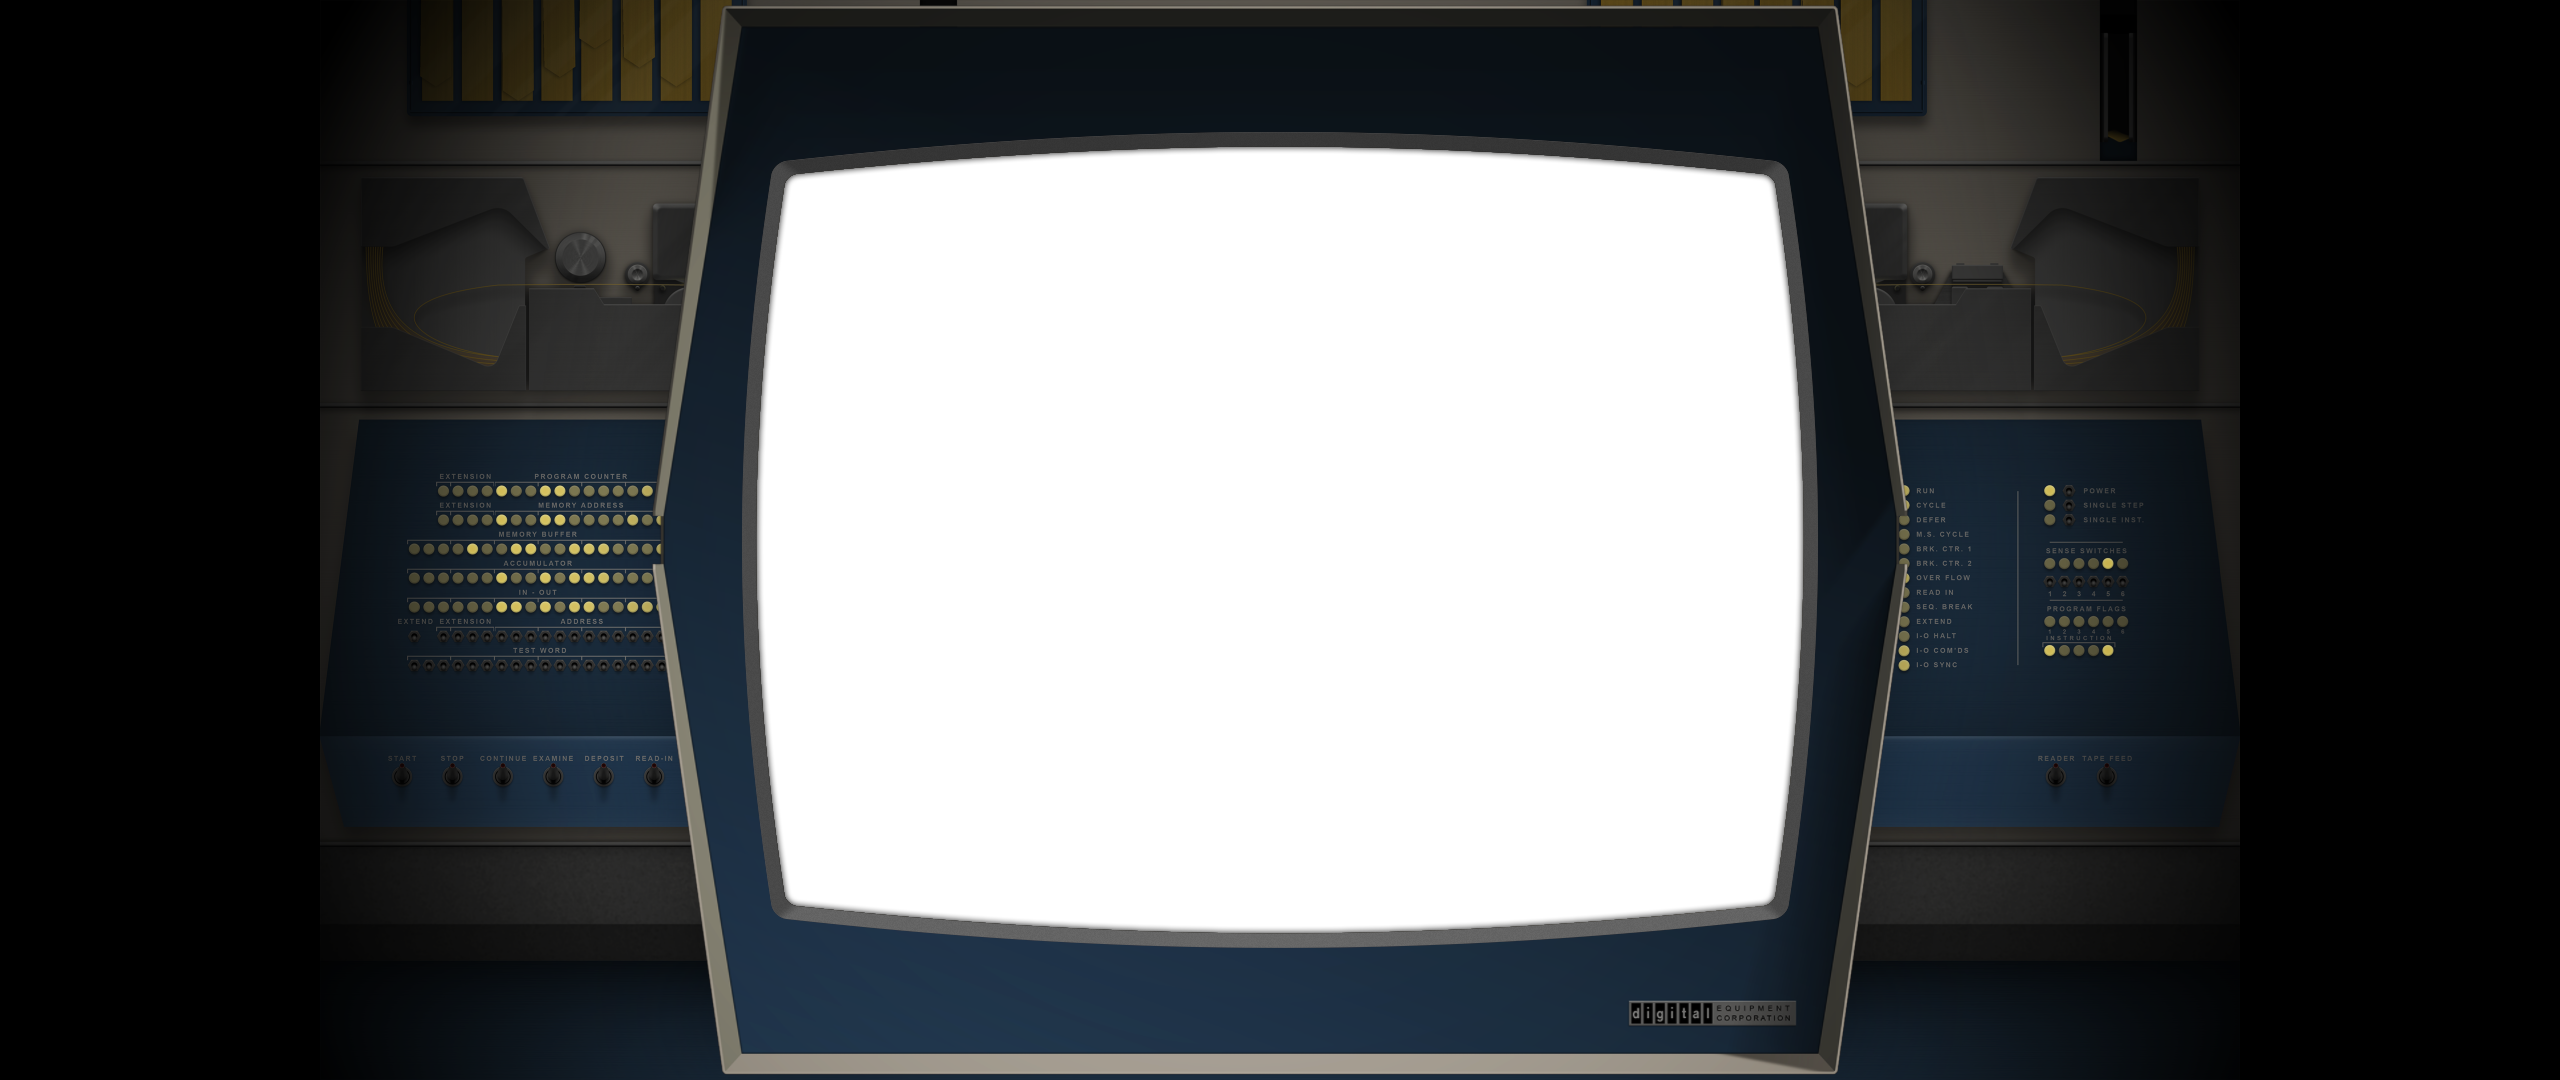 EXTENSION PROGRAM COUNTER
EXTENSION MEMORY ADDRESS
MEMORY BUFFER
ACCUMULATOR
IN - OUT
EXTEND EXTENSION ADDRESS
TEST WORD
START STOP CONTINUE EXAMINE DEPOSIT READ-IN
RUN
CYCLE
DEFER
M.S. CYCLE
BRK. CTR. 1
BRK. CTR. 2
OVER FLOW
READ IN
SEQ. BREAK
EXTEND
I-O HALT
I-O COM'DS
I-O SYNC
POWER
SINGLE STEP
SINGLE INST.
SENSE SWITCHES
1 2 3 4 5 6
PROGRAM FLAGS
1 2 3 4 5 6
INSTRUCTION
READER TAPE FEED
digital EQUIPMENT
CORPORATION